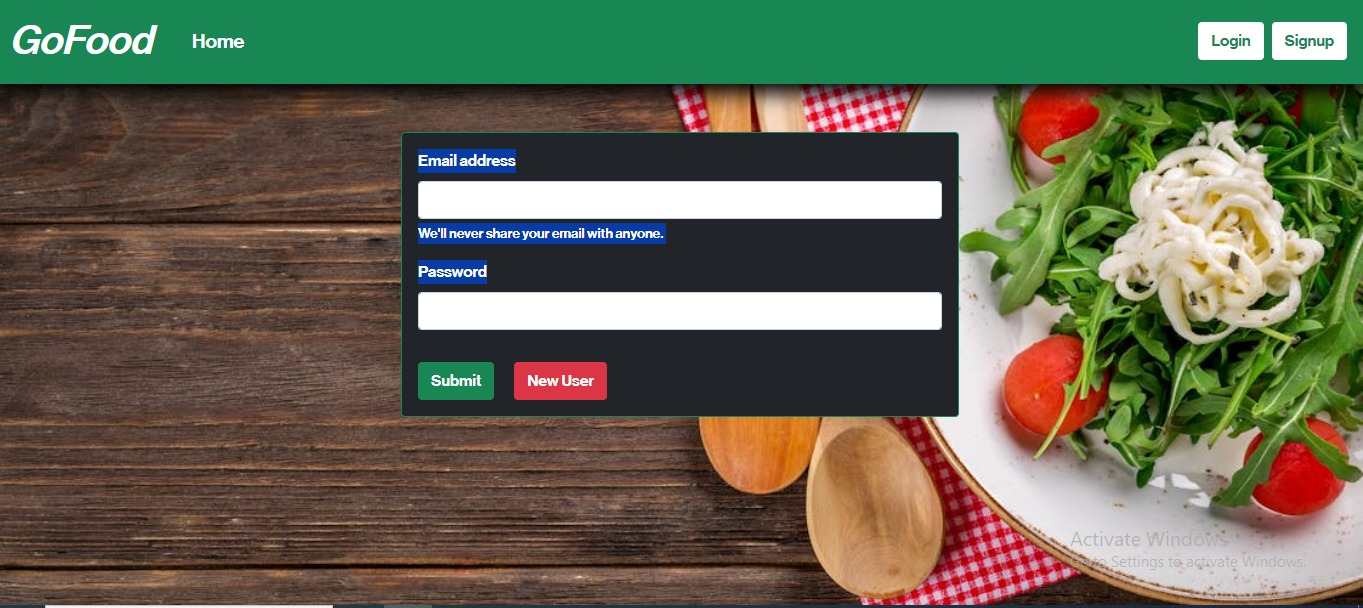 GoFood Home Login Signup
Email address
We'll never share your email with anyone.
Password
Submit New User
Activate Windows
Go to Settings to activate Windows.